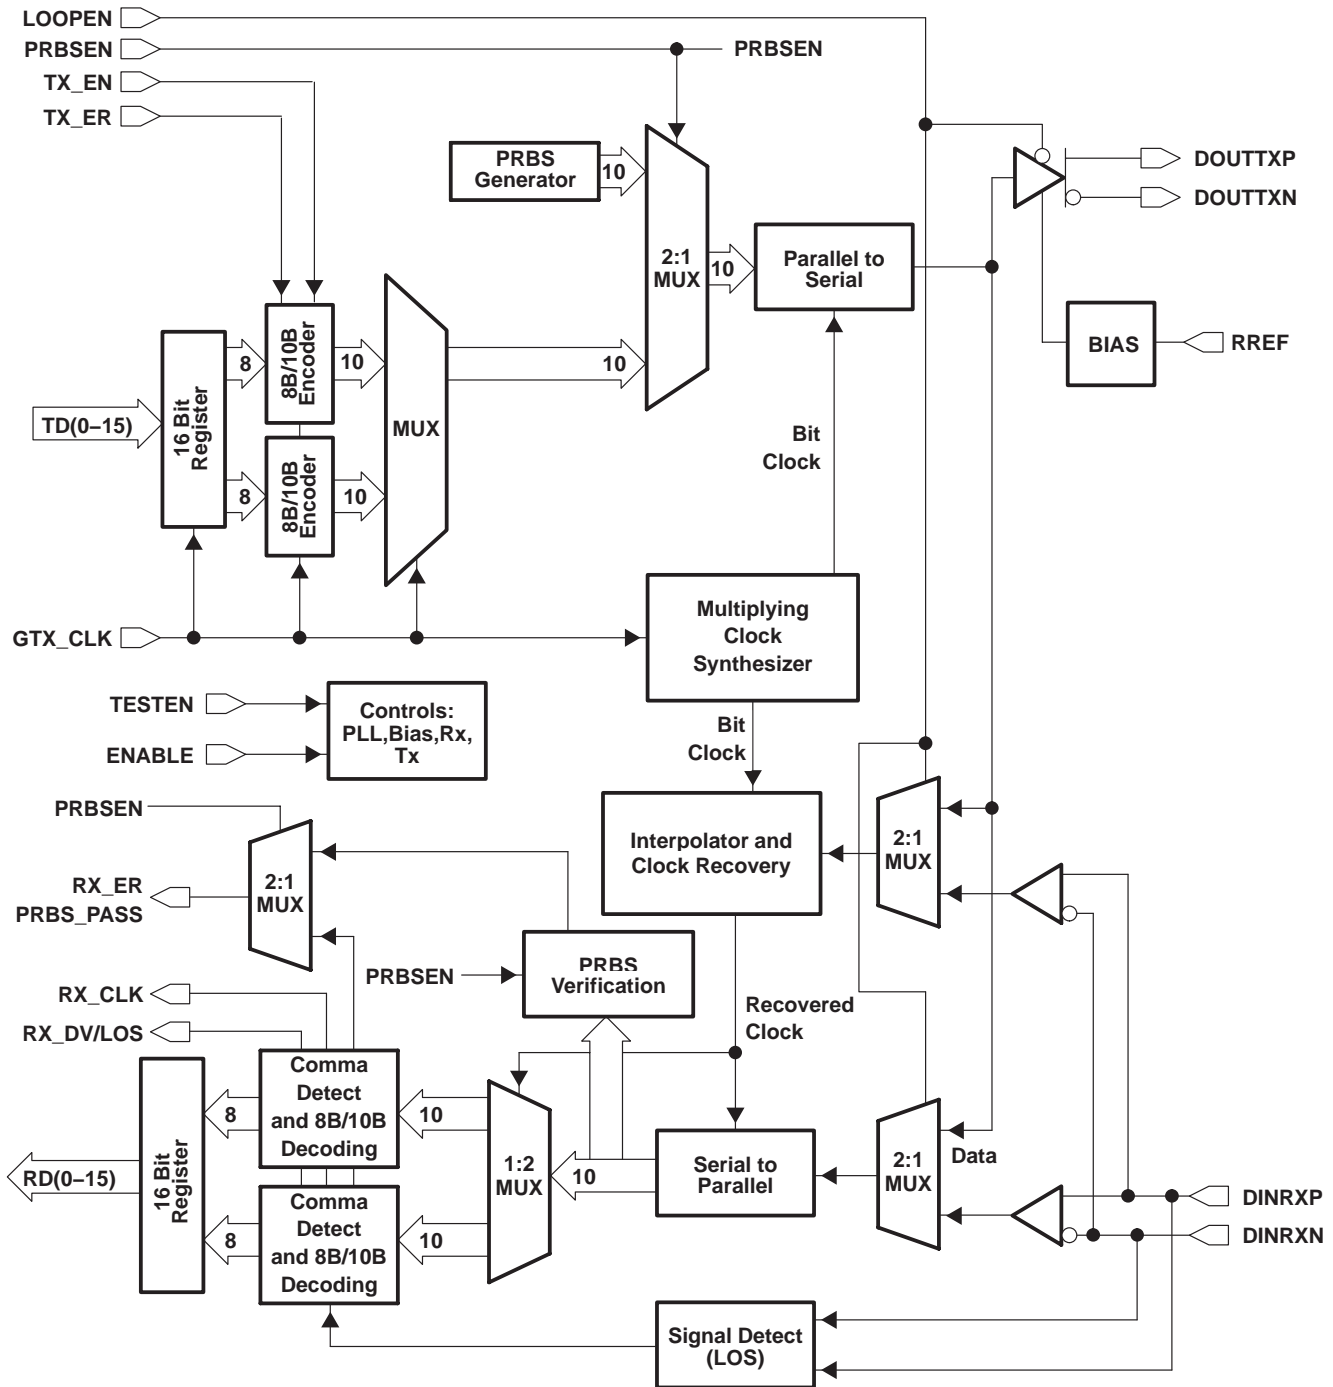 LOOPEN
PRBSEN
PRBSEN
TX_EN
TX_ER
PRBS
Generator
10
DOUTTXP
DOUTTXN
2:1
MUX
10
Parallel to
Serial
16 Bit
Register
8
8B/10B
Encoder
10
10
BIAS
RREF
TD(0–15)
MUX
Bit
Clock
8
8B/10B
Encoder
10
GTX_CLK
Multiplying
Clock
Synthesizer
TESTEN
ENABLE
Controls:
PLL,Bias,Rx,
Tx
Bit
Clock
PRBSEN
2:1
MUX
RX_ER
PRBS_PASS
Interpolator and
Clock Recovery
2:1
MUX
PRBSEN
PRBS
Verification
RX_CLK
RX_DV/LOS
Recovered
Clock
Comma
Detect
and 8B/10B
Decoding
8
10
RD(0–15)
16 Bit
Register
1:2
MUX
10
Serial to
Parallel
2:1
MUX
Data
DINRXP
DINRXN
Comma
Detect
and 8B/10B
Decoding
8
10
Signal Detect
(LOS)